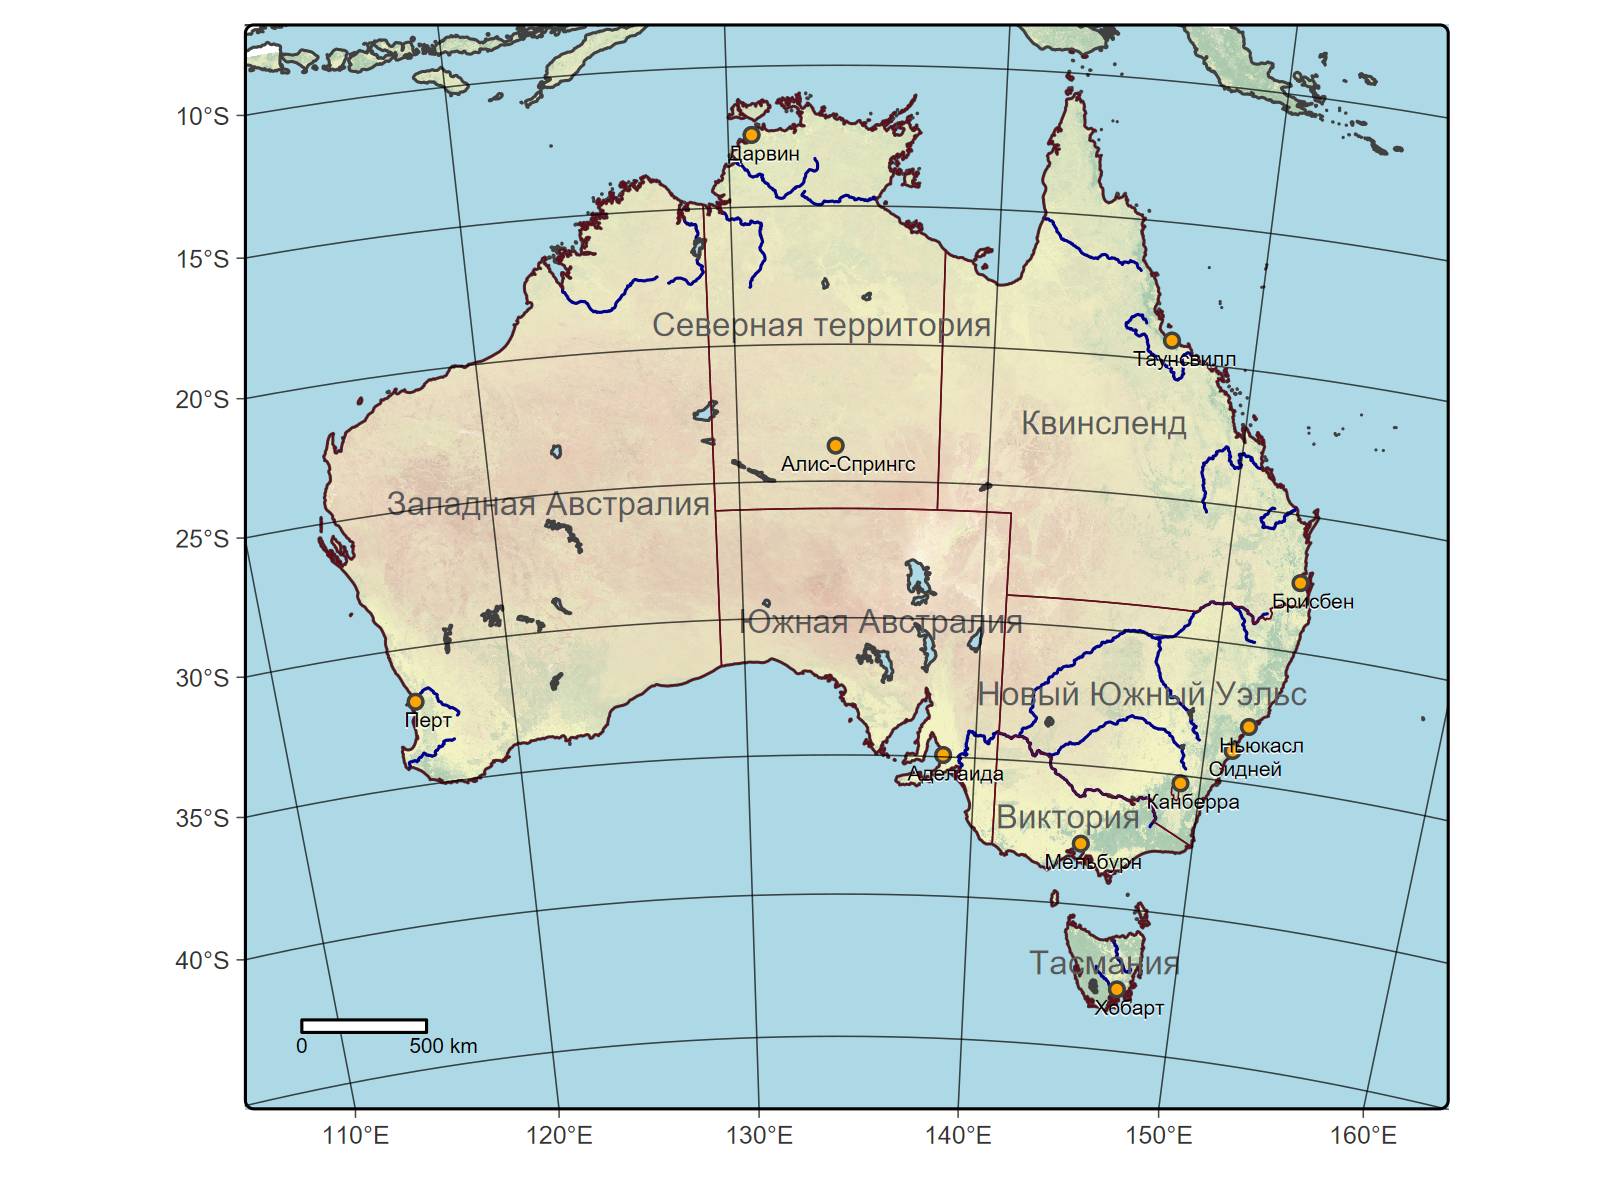 10°S
Дарвин
15°S
Северная территория
Таунсвилл
20°S
Квинсленд
Алис-Спрингс
Западная Австралия
25°S
Брисбен
Южная Австралия
30°S
Новый Южный Уэльс
Перт
Ньюкасл
Сидней
Аделаида
Канберра
35°S
Виктория
Мельбурн
40°S
Тасмания
Хобарт
0 500 km
110°E 120°E 130°E 140°E 150°E 160°E